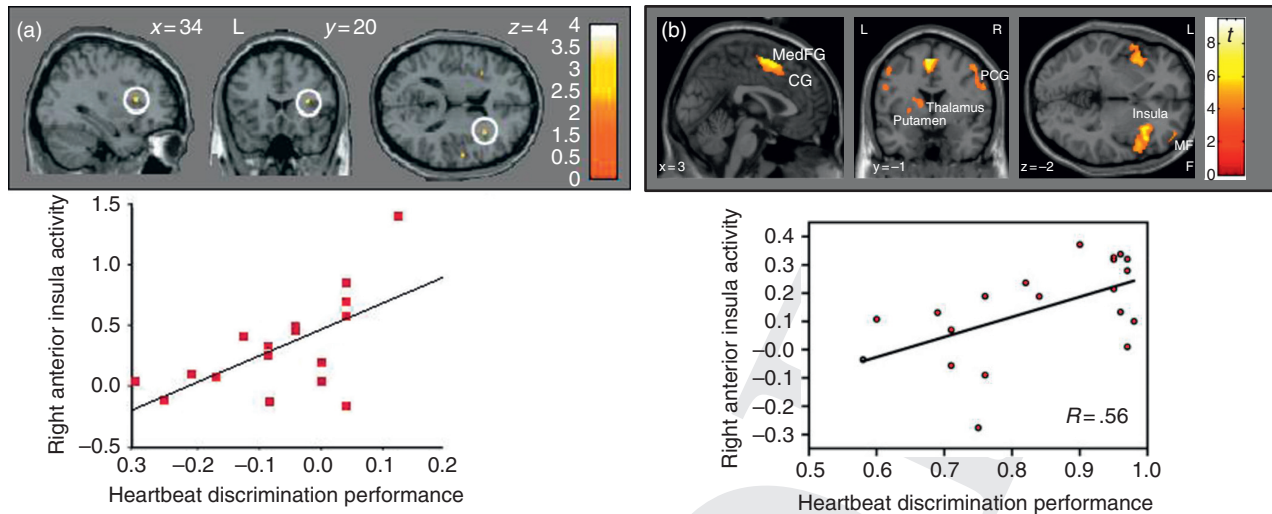 (a)
x=34
L
y=20
z=4
4
3.5
3
2.5
2
1.5
1
0.5
0
Right anterior insula activity
1.5
1.0
0.5
0.0
−0.5
0.3
−0.2
−0.1
0.0
0.1
0.2
Heartbeat discrimination performance
(b)
MedFG
CG
x=3
L
R
PCG
Thalamus
Putamen
y=−1
L
Insula
MF
z=−2
F
t
8
6
4
2
0
Right anterior insula activity
0.4
0.3
0.2
0.1
−0.0
−0.1
−0.2
−0.3
R=.56
0.5
0.6
0.7
0.8
0.9
1.0
Heartbeat discrimination performance